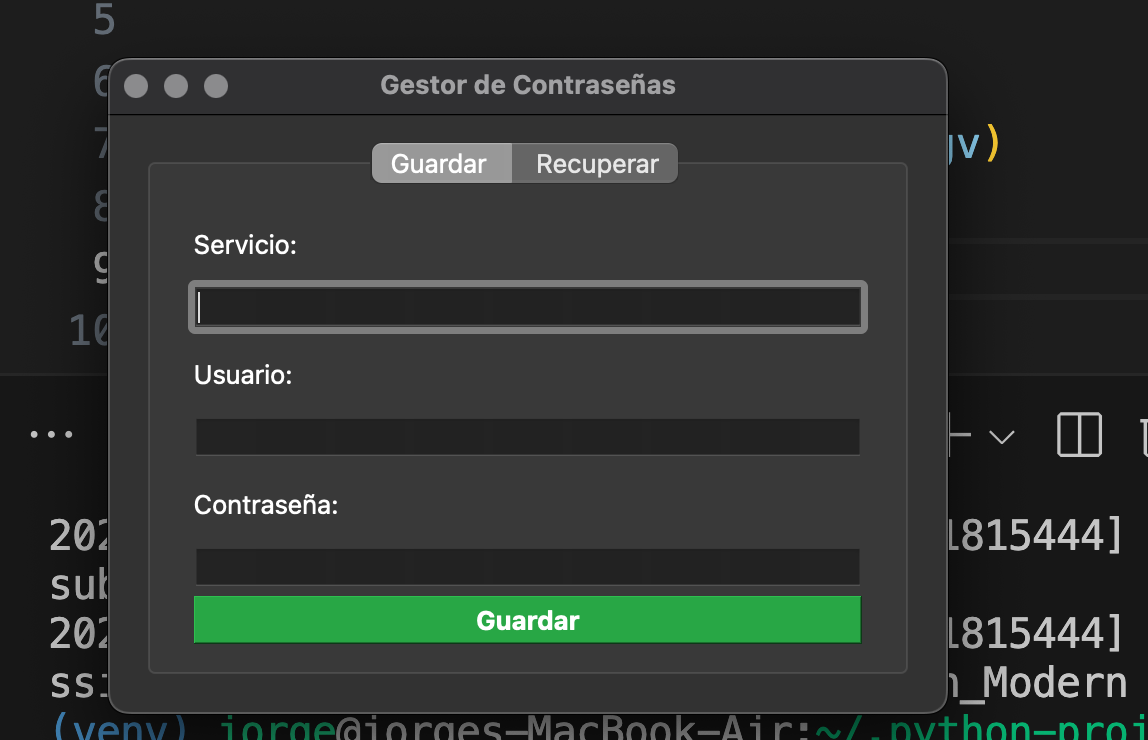 5
6
Gestor de Contraseñas
7
v)
Guardar Recuperar
8
Servicio:
9
10
Usuario:
...
Contraseña:
202 1815444]
sub
Guardar
202 1815444]
ssi n_Modern
(venv) jorge@jorges-MacBook-Air:~/.python-proj